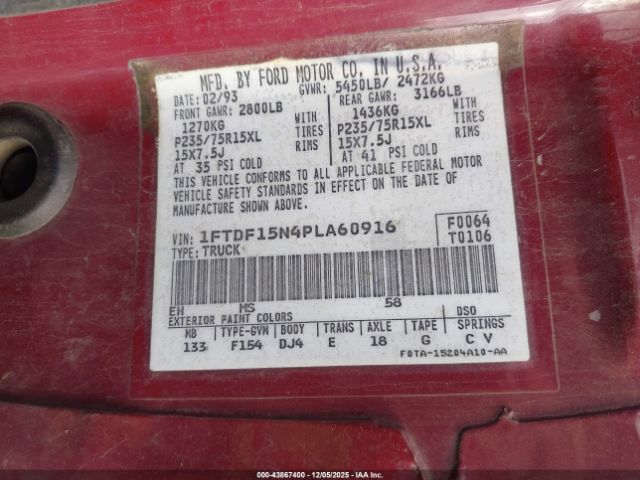 MFD. BY FORD MOTOR CO. IN U.S.A.
DATE: 02/93 GVWR: 5450LB/ 2472KG
FRONT GAWR: 2800LB REAR GAWR: 3166LB
1270KG WITH 1436KG WITH
P235/75R15XL TIRES P235/75R15XL TIRES
15X7.5J RIMS 15X7.5J RIMS
AT 35 PSI COLD AT 41 PSI COLD
THIS VEHICLE CONFORMS TO ALL APPLICABLE FEDERAL MOTOR
VEHICLE SAFETY STANDARDS IN EFFECT ON THE DATE OF
MANUFACTURE SHOWN ABOVE.
VIN: 1FTDF15N4PLA60916 F0064
TYPE: TRUCK T0106
EH MS 58
EXTERIOR PAINT COLORS DSO
WB TYPE-GVW BODY TRANS AXLE TAPE SPRINGS
133 F154 DJ4 E 18 G C V
F0TA-15204A10-AA
000-43867400 12/05/2025 IAAI.COM